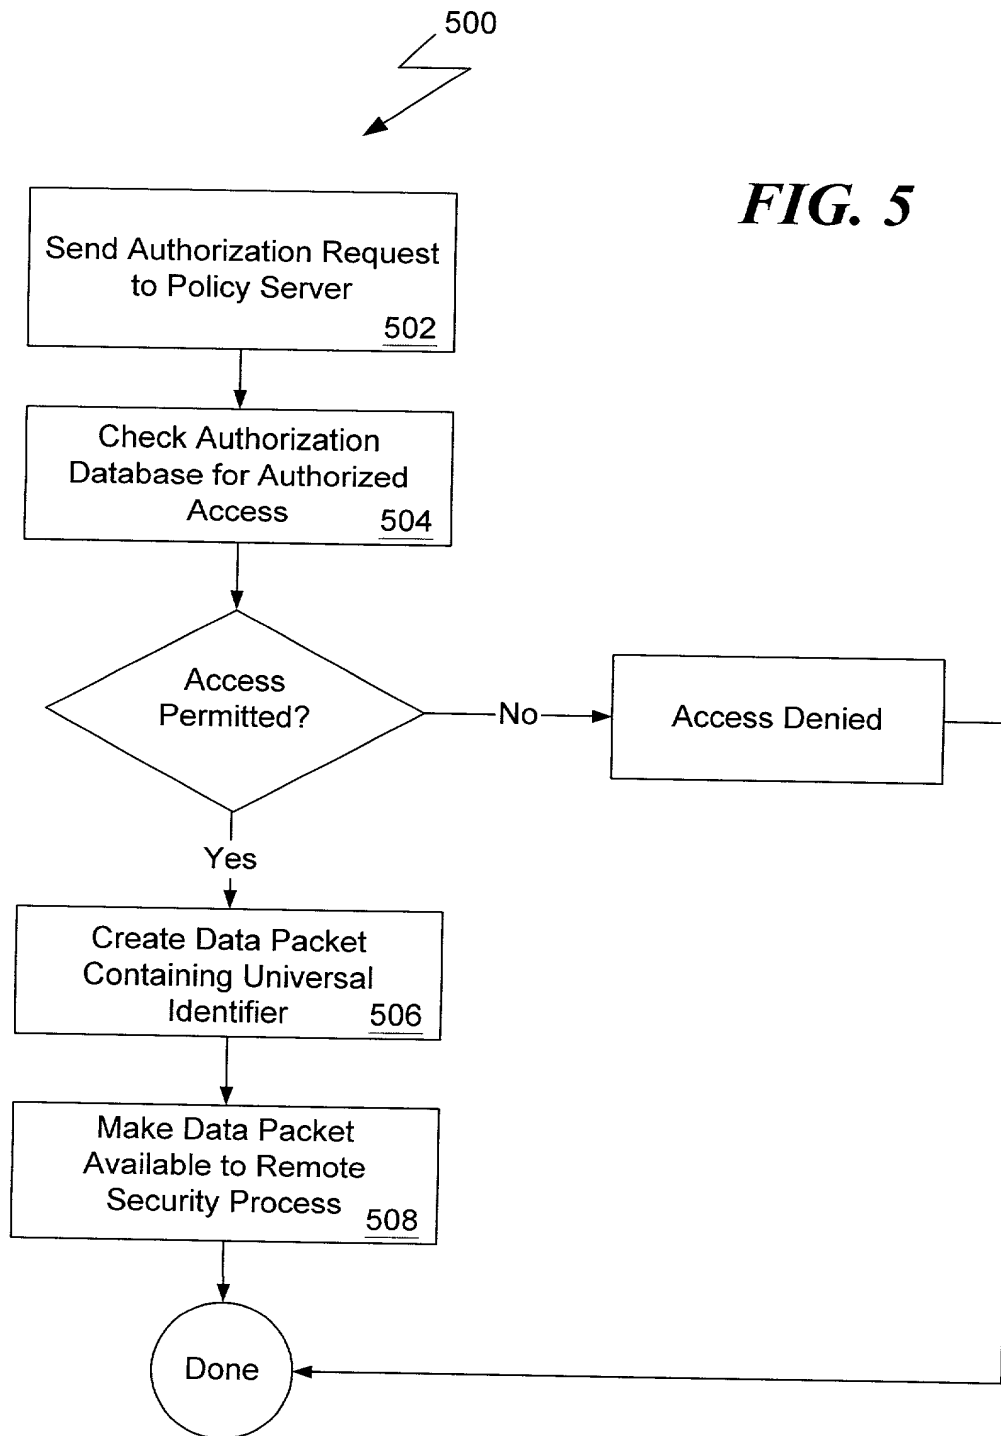 500
FIG. 5
Send Authorization Request
to Policy Server
502
Check Authorization
Database for Authorized
Access
504
Access
Permitted?
No
Access Denied
Yes
Create Data Packet
Containing Universal
Identifier
506
Make Data Packet
Available to Remote
Security Process
508
Done